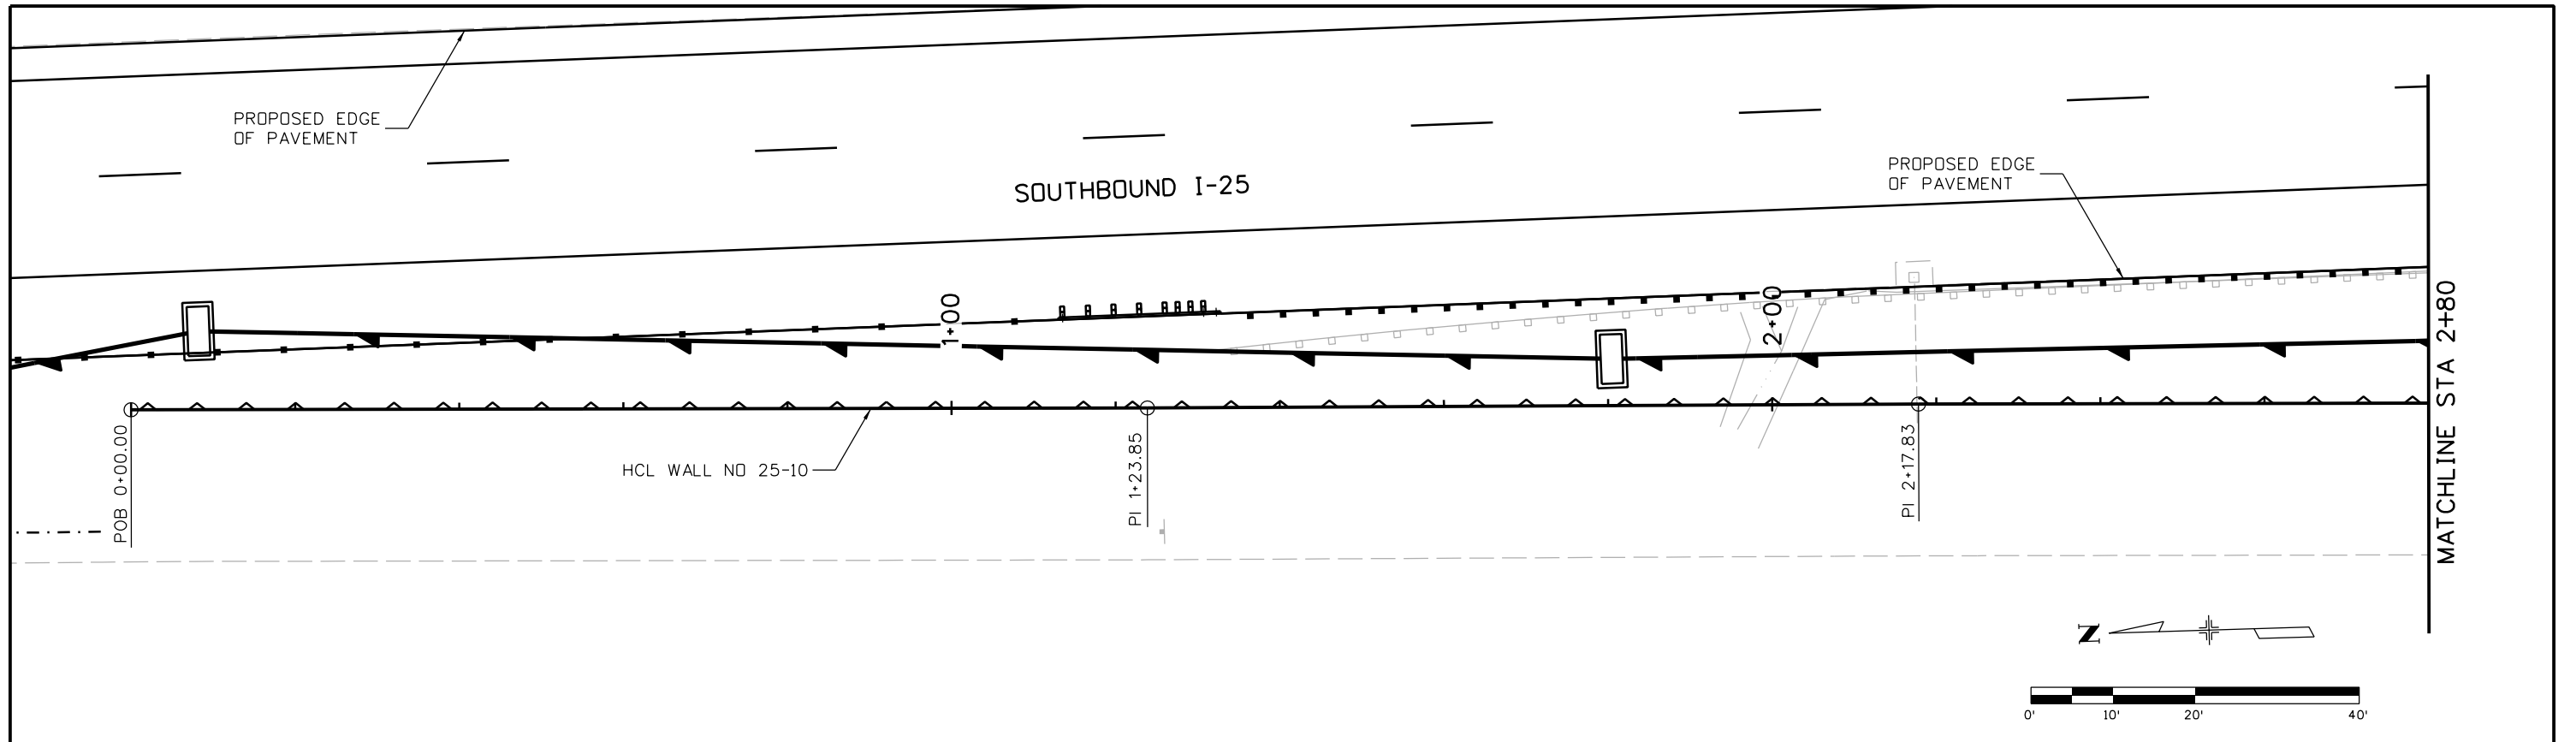 PROPOSED EDGE
OF PAVEMENT
SOUTHBOUND I-25
PROPOSED EDGE
OF PAVEMENT
1+00
2+00
MATCHLINE STA 2+80
POB 0+00.00
HCL WALL NO 25-10
PI 1+23.85
PI 2+17.83
N
0' 10' 20' 40'